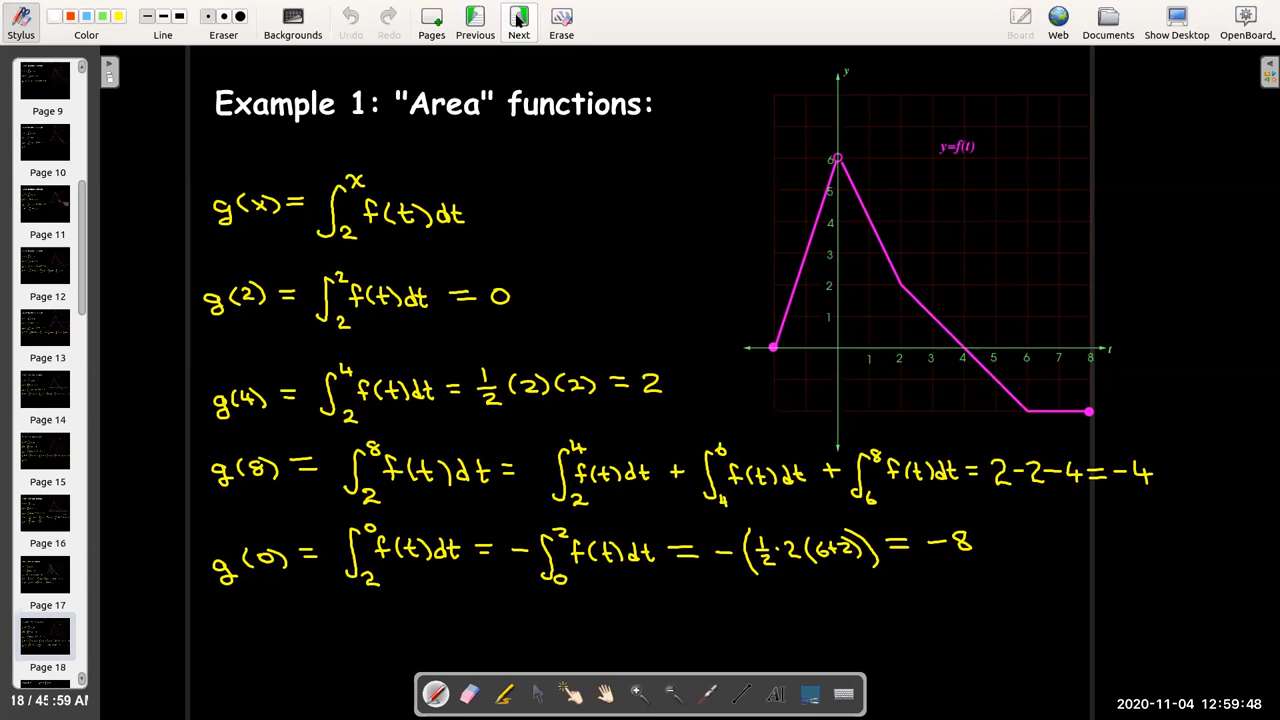 Stylus Color Line Eraser Backgrounds Undo Redo Pages Previous Next Erase Board Web Documents Show Desktop OpenBoard
Page 9
Page 10
Page 11
Page 12
Page 13
Page 14
Page 15
Page 16
Page 17
Page 18
18 / 45:59 A/
Example 1: "Area" functions:
g(x) = ∫₂ˣ f(t)dt
g(2) = ∫₂² f(t)dt = 0
g(4) = ∫₂⁴ f(t)dt = 1/2 (2)(2) = 2
g(8) = ∫₂⁸ f(t)dt = ∫₂⁴ f(t)dt + ∫₄⁶ f(t)dt + ∫₆⁸ f(t)dt = 2-2-4 = -4
g(0) = ∫₂⁰ f(t)dt = -∫₀² f(t)dt = -(1/2·2(6+2)) = -8
y
y=f(t)
6
5
4
3
2
1
1 2 3 4 5 6 7 8 t
AI
2020-11-04 12:59:48